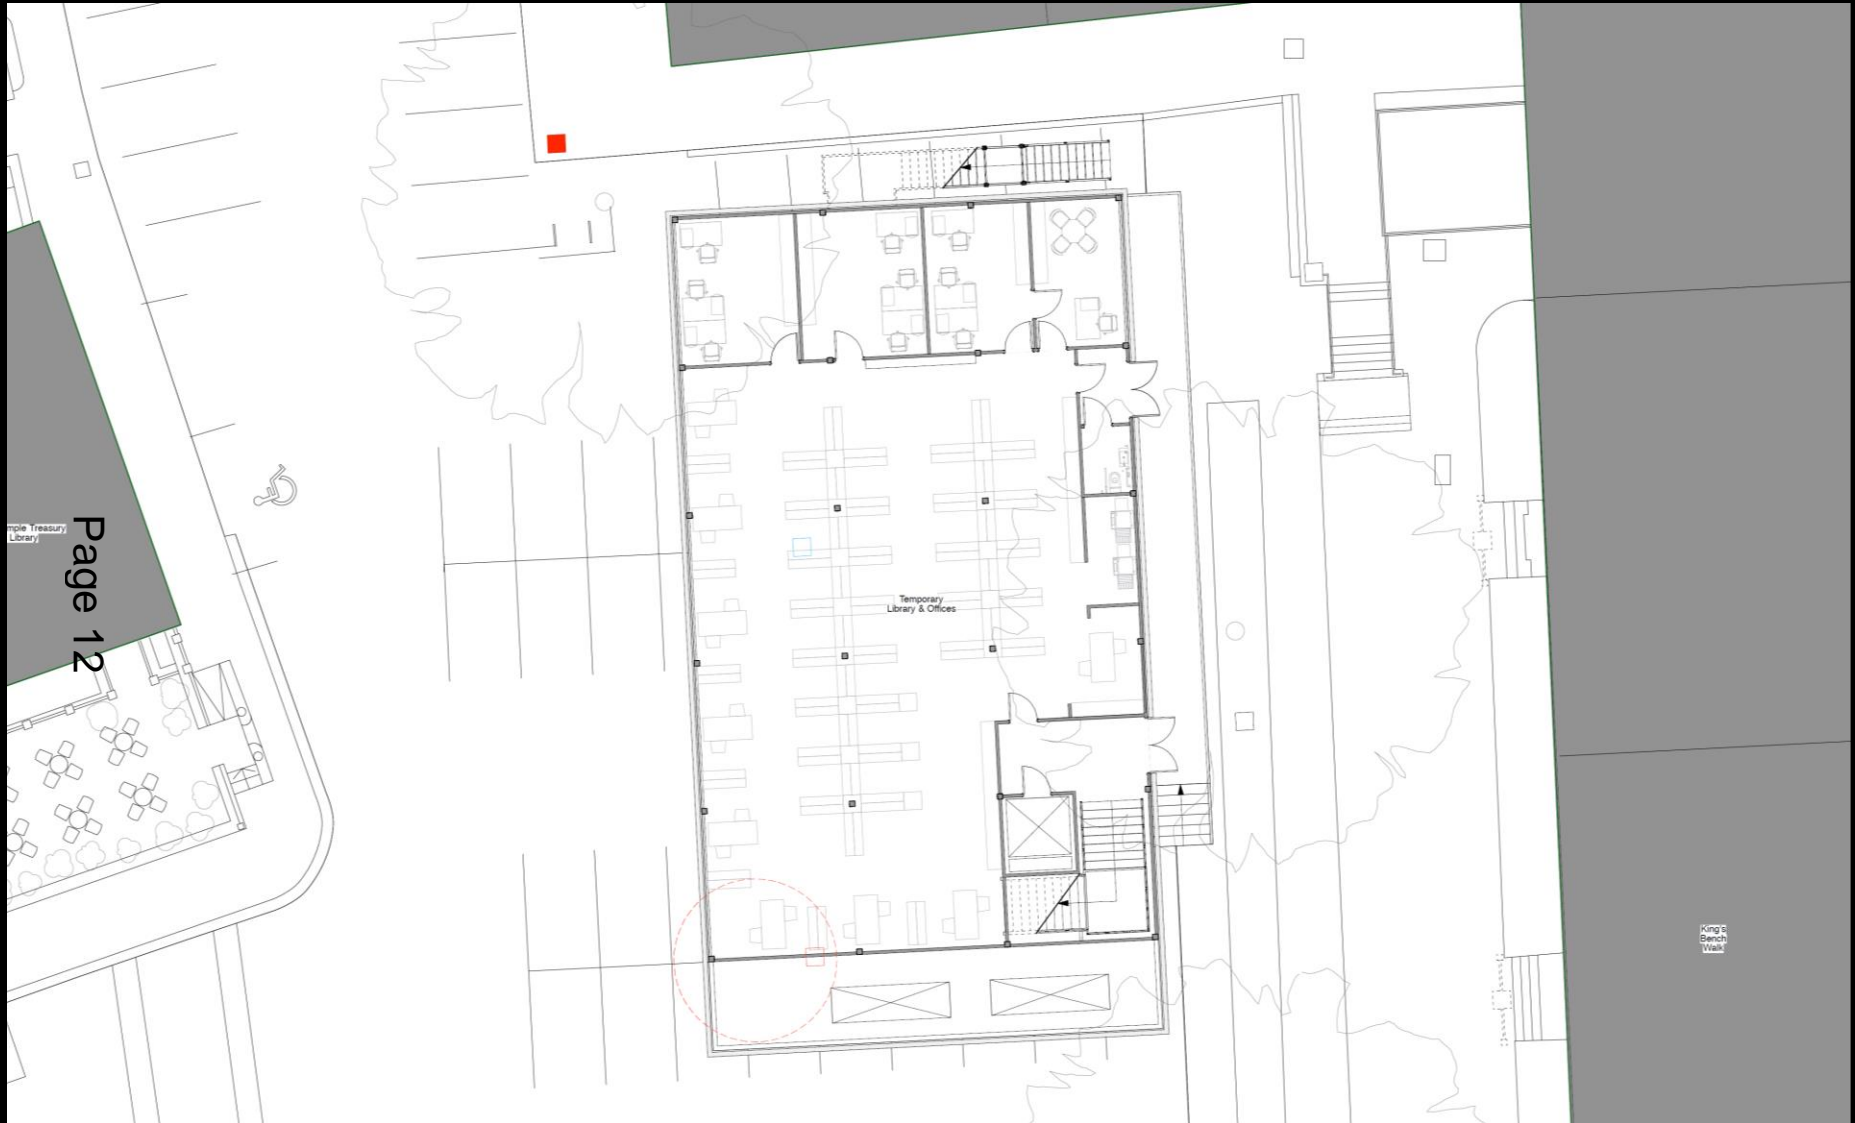 mple Treasury
Library
Page 12
Temporary
Library & Offices
King's
Bench
Walk